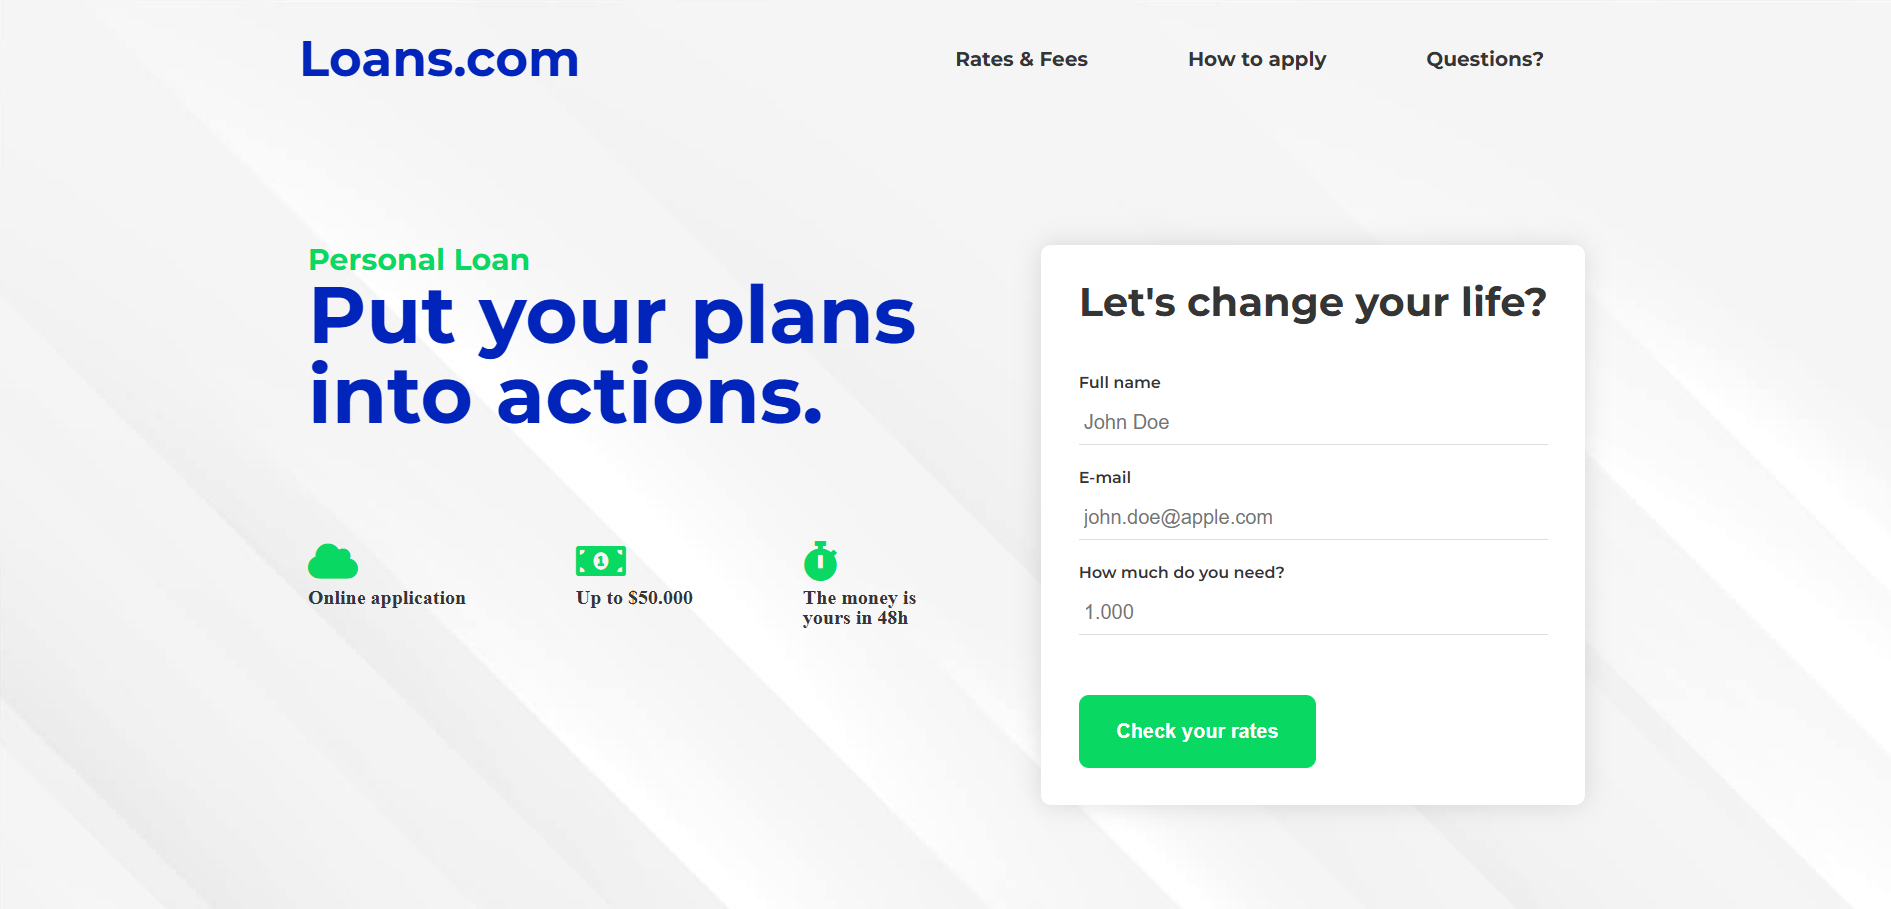 Loans.com
Rates & Fees
How to apply
Questions?
Personal Loan
Put your plans
into actions.
1
Online application
Up to $50.000
The money is
yours in 48h
Let's change your life?
Full name
John Doe
E-mail
john.doe@apple.com
How much do you need?
1.000
Check your rates